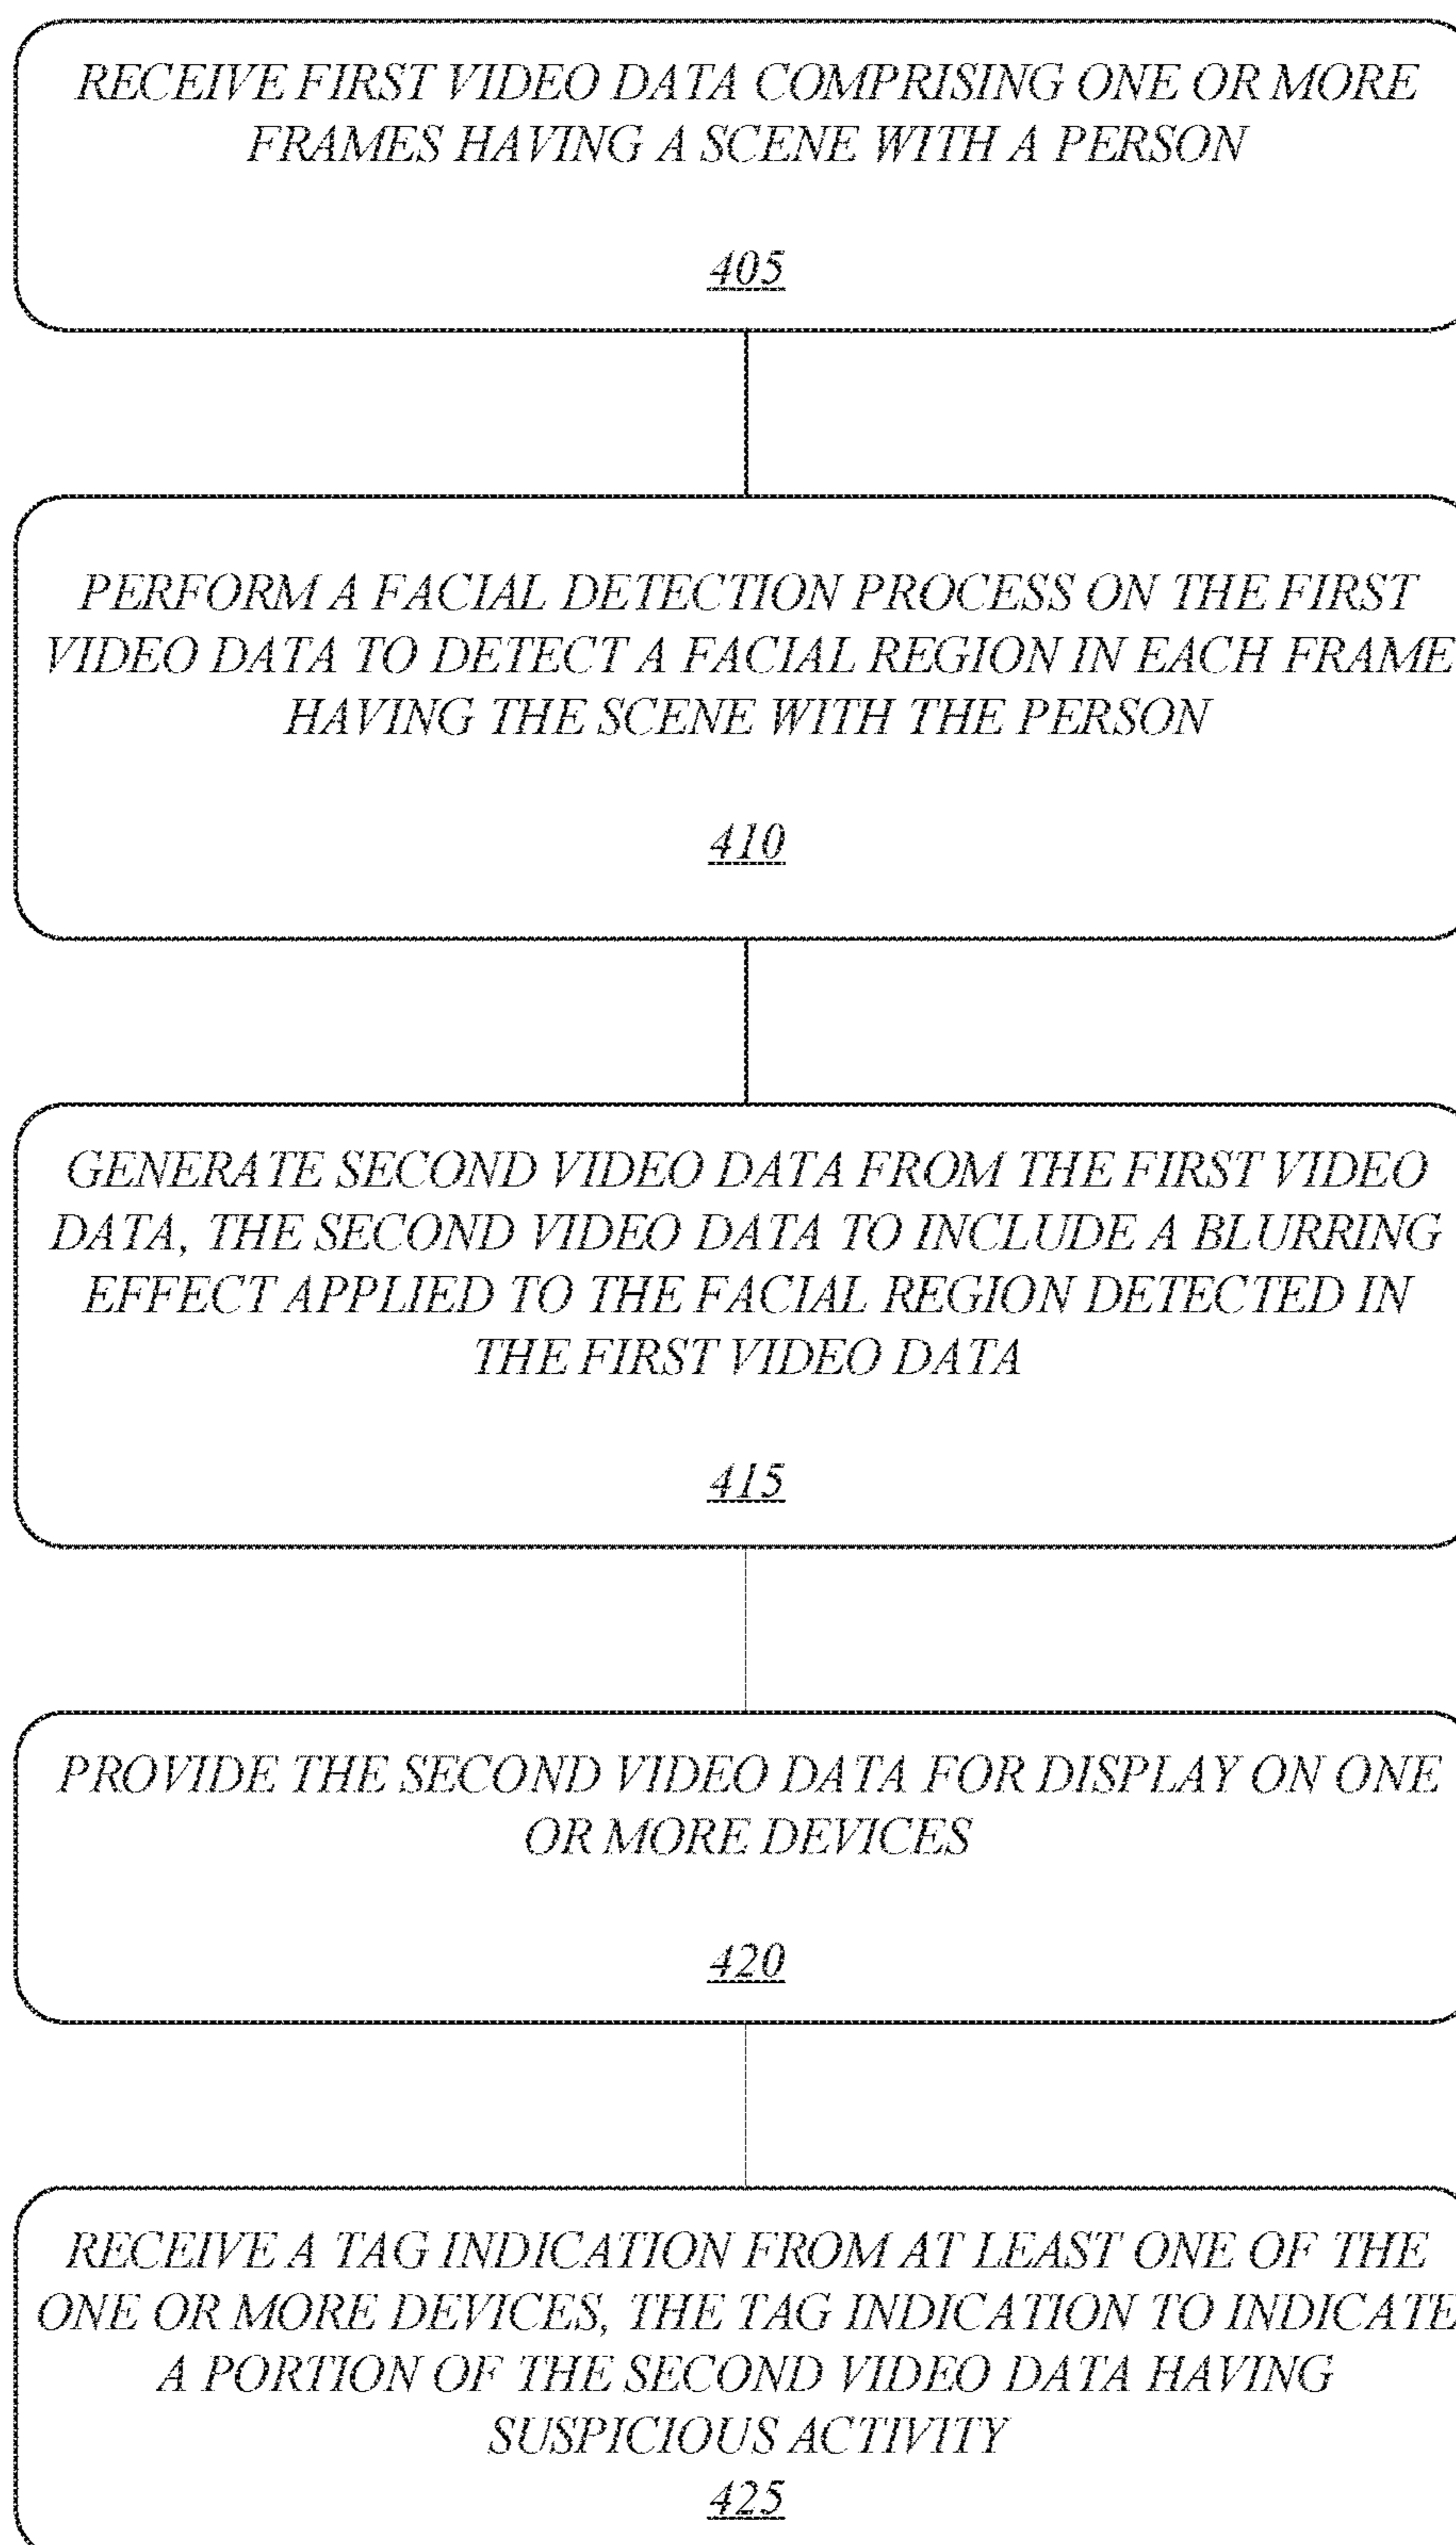 RECEIVE FIRST VIDEO DATA COMPRISING ONE OR MORE
FRAMES HAVING A SCENE WITH A PERSON
405
PERFORM A FACIAL DETECTION PROCESS ON THE FIRST
VIDEO DATA TO DETECT A FACIAL REGION IN EACH FRAME
HAVING THE SCENE WITH THE PERSON
410
GENERATE SECOND VIDEO DATA FROM THE FIRST VIDEO
DATA, THE SECOND VIDEO DATA TO INCLUDE A BLURRING
EFFECT APPLIED TO THE FACIAL REGION DETECTED IN
THE FIRST VIDEO DATA
415
PROVIDE THE SECOND VIDEO DATA FOR DISPLAY ON ONE
OR MORE DEVICES
420
RECEIVE A TAG INDICATION FROM AT LEAST ONE OF THE
ONE OR MORE DEVICES, THE TAG INDICATION TO INDICATE
A PORTION OF THE SECOND VIDEO DATA HAVING
SUSPICIOUS ACTIVITY
425